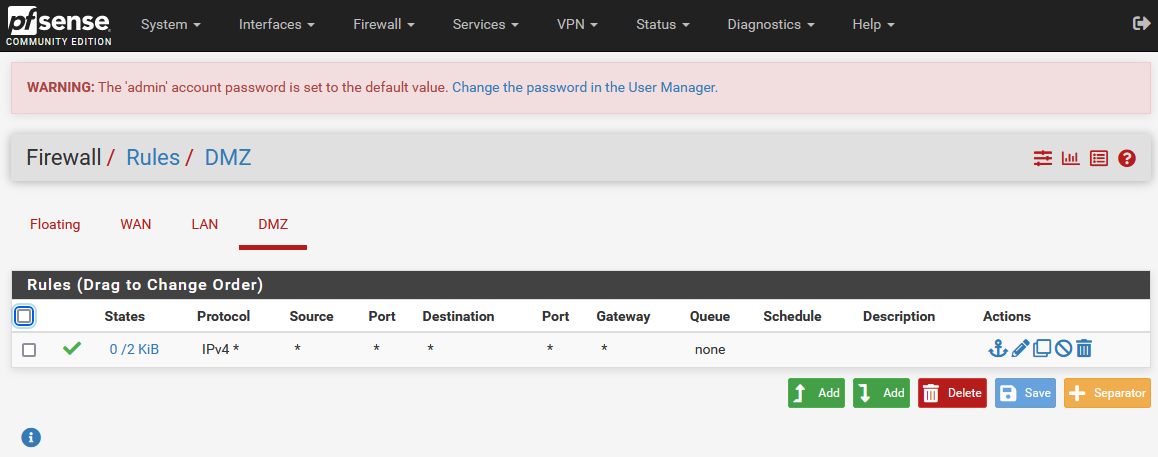 pfsense
COMMUNITY EDITION
System Interfaces Firewall Services VPN Status Diagnostics Help
WARNING: The 'admin' account password is set to the default value. Change the password in the User Manager.
Firewall / Rules / DMZ
Floating WAN LAN DMZ
Rules (Drag to Change Order)
States Protocol Source Port Destination Port Gateway Queue Schedule Description Actions
0 /2 KiB IPv4 * * * * * * none
Add Add Delete Save Separator